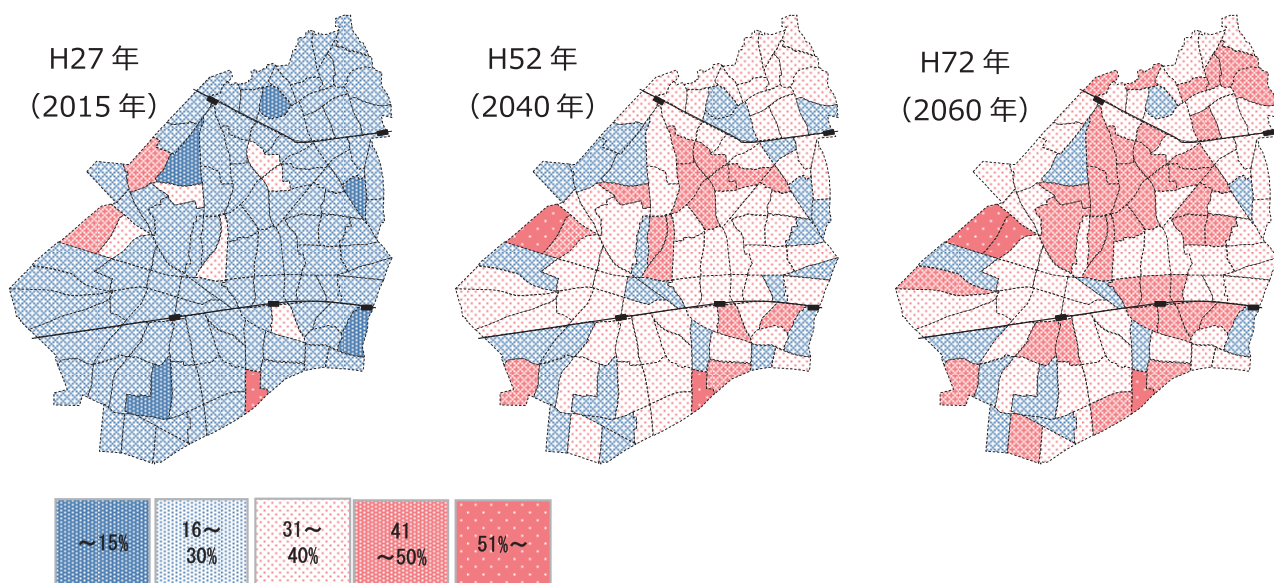 H27 年
（2015 年）
H52 年
（2040 年）
H72 年
（2060 年）
～15%
16～
30%
31～
40%
41
～50%
51%～